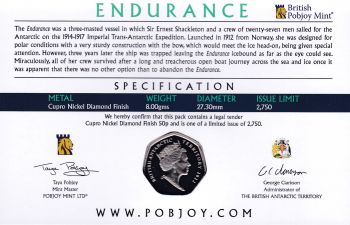 ENDURANCE
British
Pobjoy Mint
The Endurance was a three-masted vessel in which Sir Ernest Shackleton and a crew of twenty-seven men sailed for the
Antarctic on the 1914-1917 Imperial Trans-Antarctic Expedition. Launched in 1912 from Norway, she was designed for
polar conditions with a very sturdy construction with the bow, which would meet the ice head-on, being given special
attention. However, three years later the ship was trapped leaving the Endurance icebound as far as the eye could see.
Miraculously, all of her crew survived after a long and treacherous open boat journey across the sea and ice once it
was apparent that there was no other option than to abandon the Endurance.
SPECIFICATION
METAL WEIGHT DIAMETER ISSUE LIMIT
Cupro Nickel Diamond Finish 8.00gms 27.30mm 2,750
We hereby confirm that this pack contains a legal tender
Cupro Nickel Diamond Finish 50p and is one of a limited issue of 2,750.
Taya Pobjoy
Taya Pobjoy
Mint Master
POBJOY MINT LTD
BRITISH ANTARCTIC TERRITORY
George Clarkson
Administrator of
THE BRITISH ANTARCTIC TERRITORY
WWW.POBJOY.COM